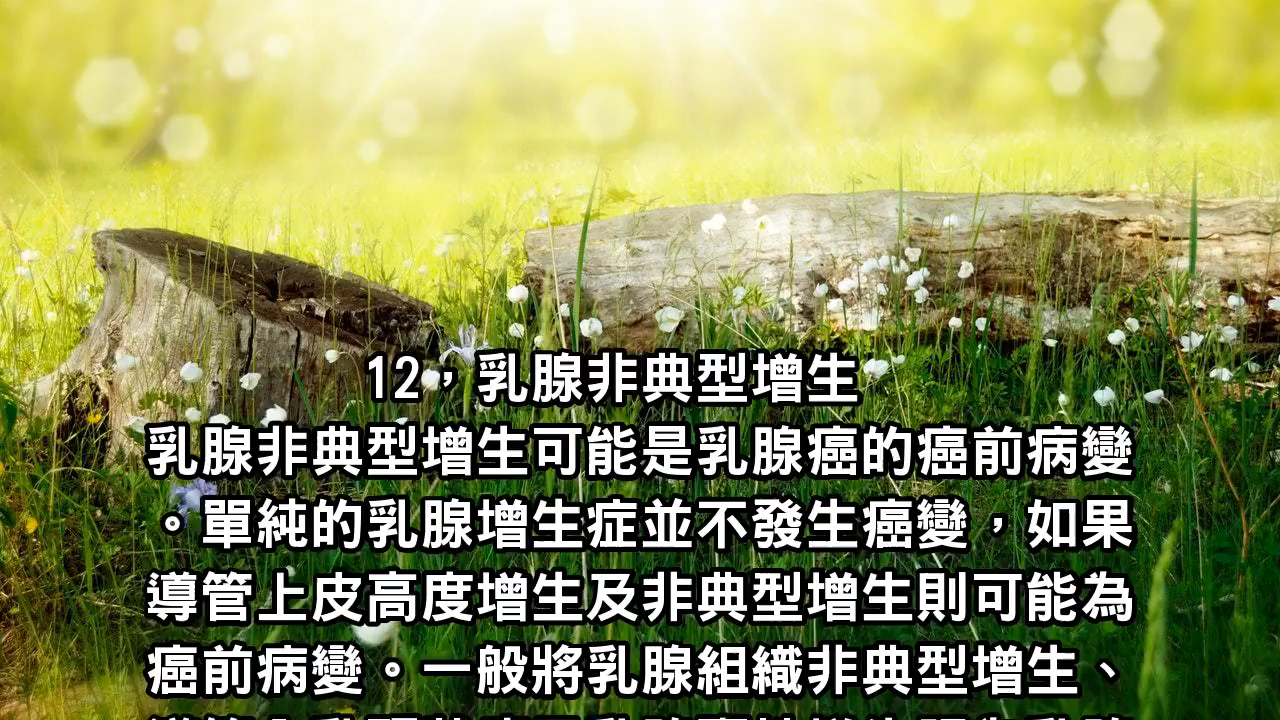 12，乳腺非典型增生
乳腺非典型增生可能是乳腺癌的癌前病變
。單純的乳腺增生症並不發生癌變，如果
導管上皮高度增生及非典型增生則可能為
癌前病變。一般將乳腺組織非典型增生、